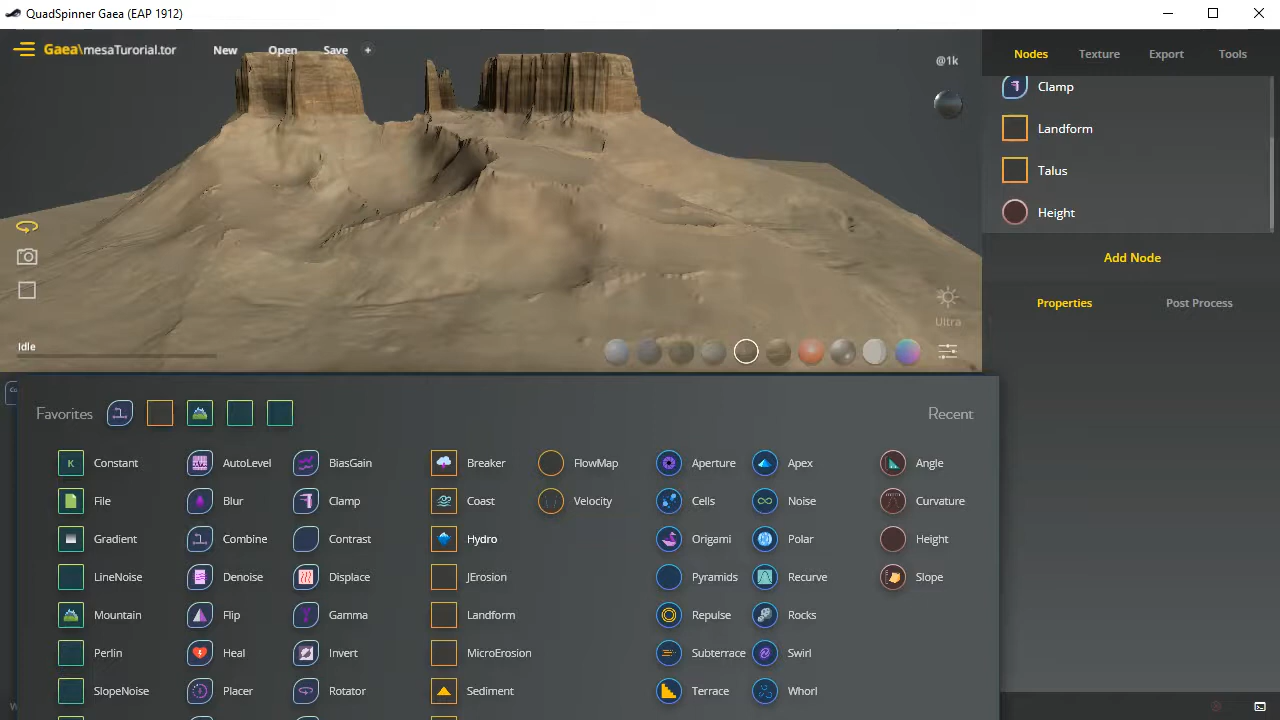 QuadSpinner Gaea (EAP 1912)
Gaea\mesaTurorial.tor New Open Save +
@1k
Nodes Texture Export Tools
Clamp
Landform
Talus
Height
Add Node
Properties Post Process
Ultra
Idle
Favorites Recent
Constant AutoLevel BiasGain Breaker FlowMap Aperture Apex Angle
File Blur Clamp Coast Velocity Cells Noise Curvature
Gradient Combine Contrast Hydro Origami Polar Height
LineNoise Denoise Displace JErosion Pyramids Recurve Slope
Mountain Flip Gamma Landform Repulse Rocks
Perlin Heal Invert MicroErosion Subterrace Swirl
SlopeNoise Placer Rotator Sediment Terrace Whorl